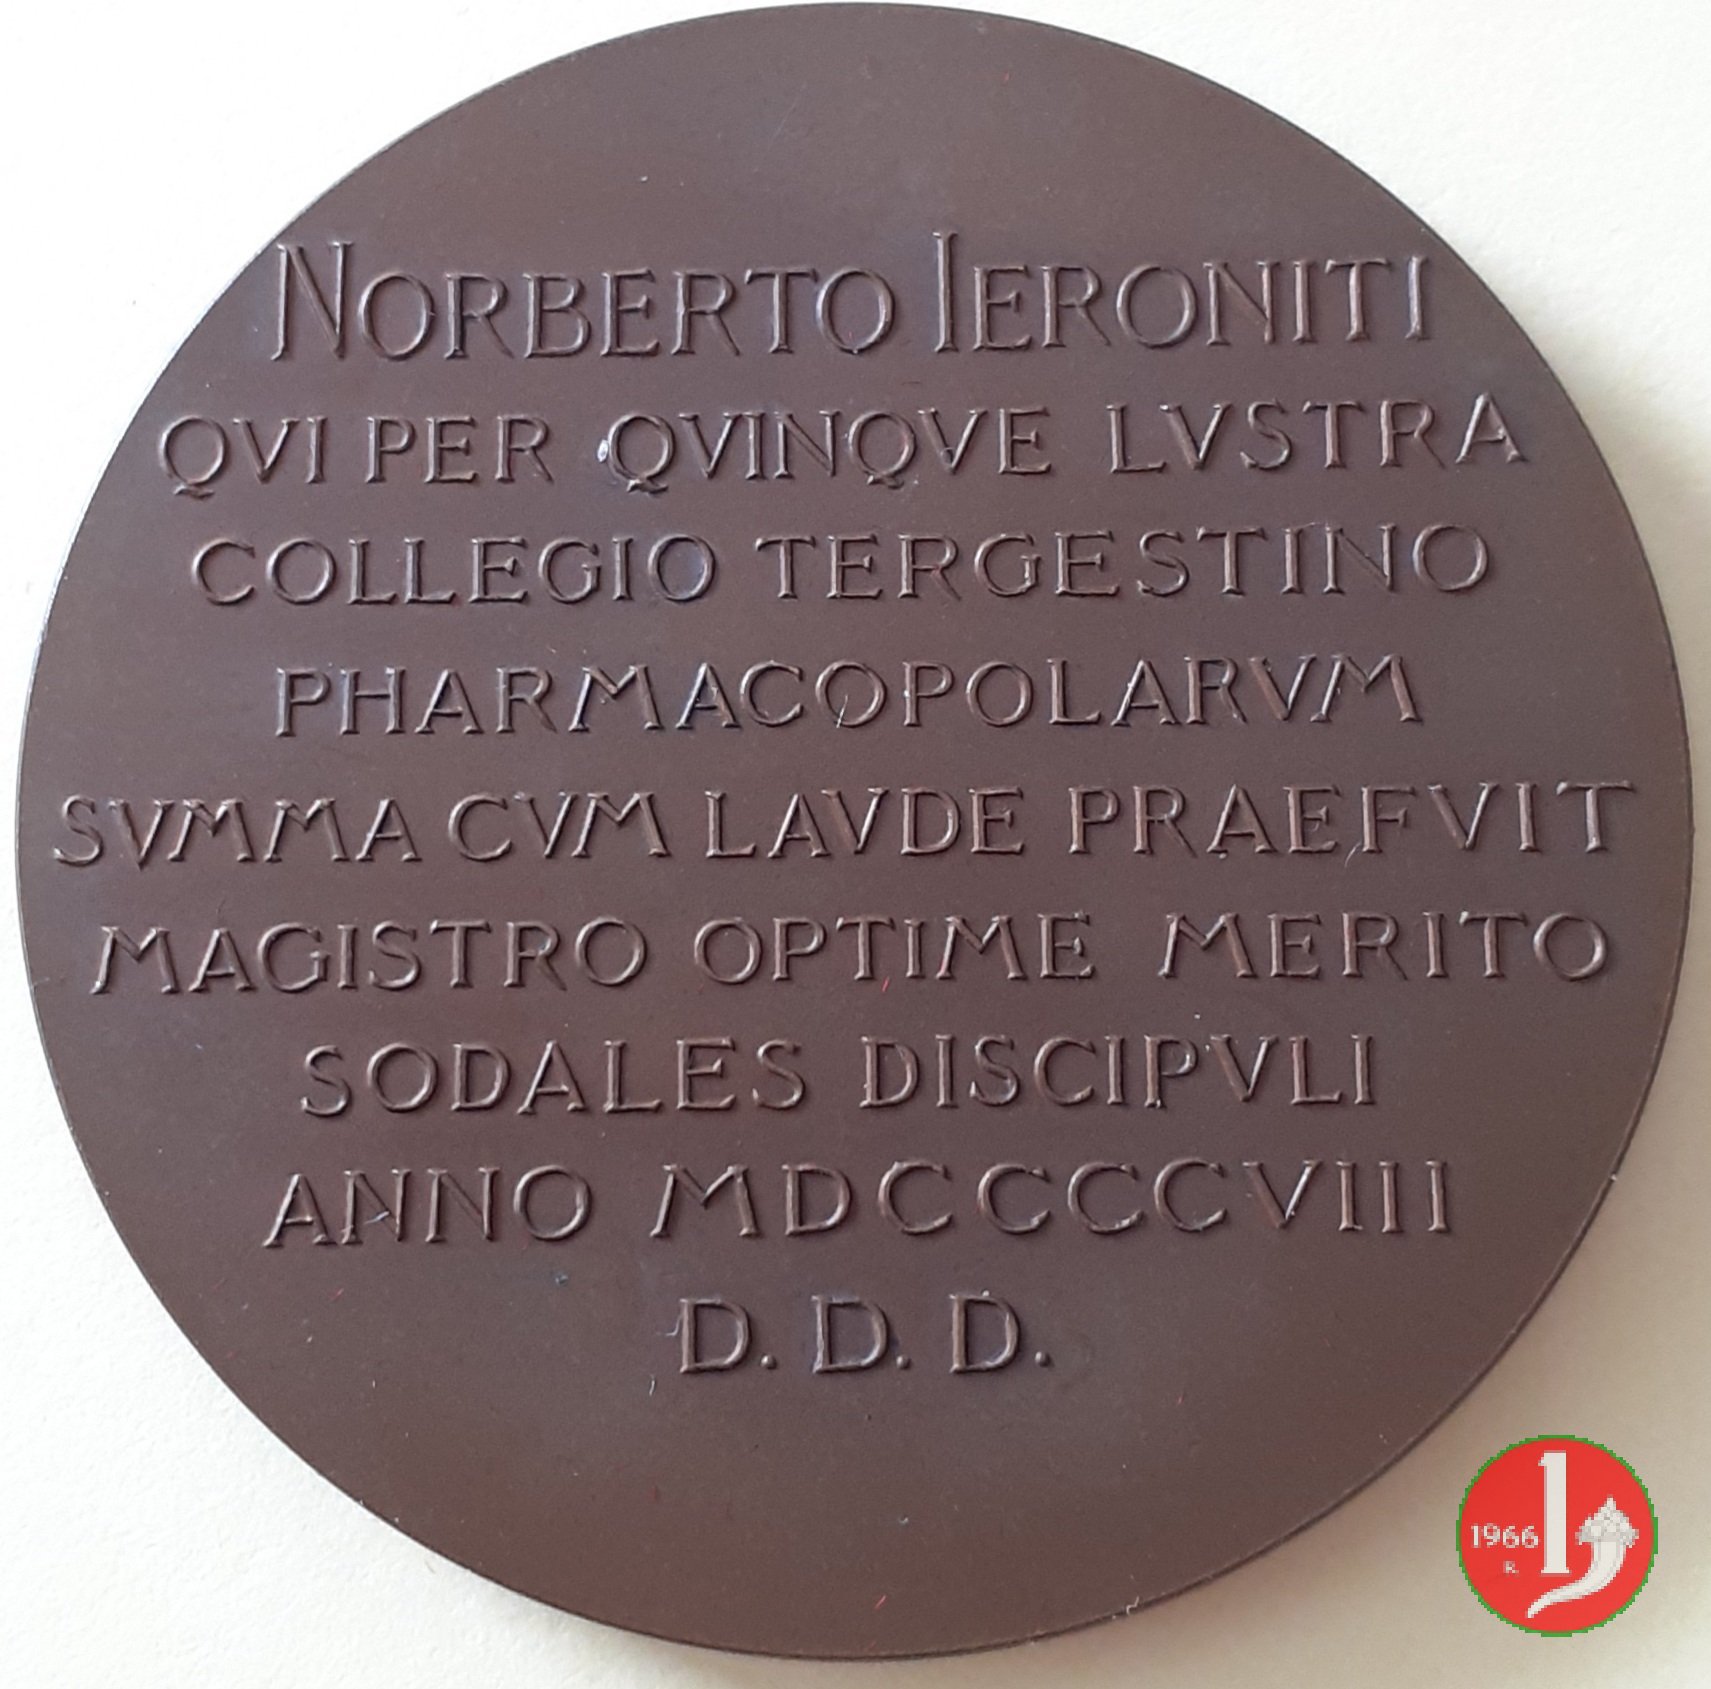 NORBERTO IERONITI
QVI PER QVINQVE LVSTRA
COLLEGIO TERGESTINO
PHARMACOPOLARVM
SVMMA CVM LAVDE PRAEFVIT
MAGISTRO OPTIME MERITO
SODALES DISCIPVLI
ANNO MDCCCCVIII
D. D. D.
1966
R.